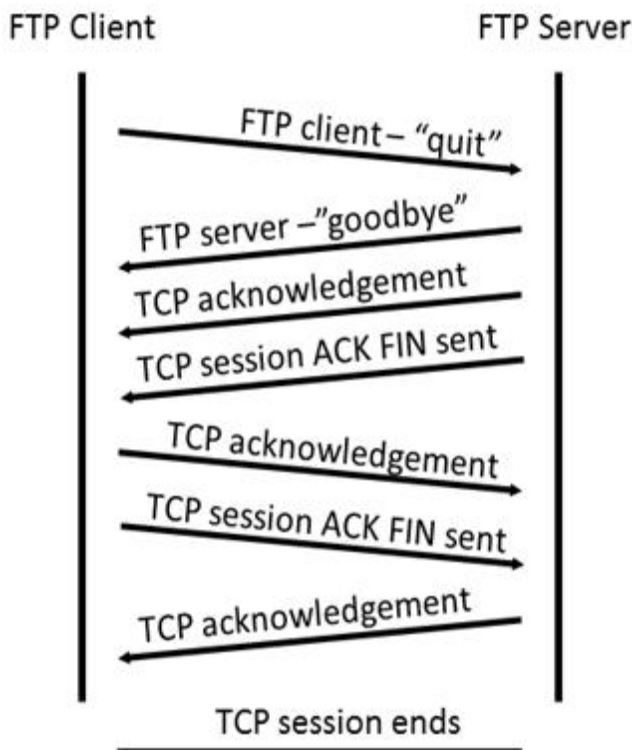 FTP Client
FTP Server
FTP client – “quit”
FTP server –”goodbye”
TCP acknowledgement
TCP session ACK FIN sent
TCP acknowledgement
TCP session ACK FIN sent
TCP acknowledgement
TCP session ends